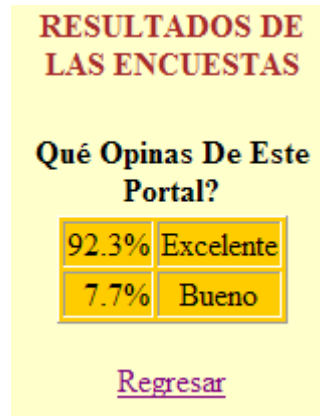 RESULTADOS DE
LAS ENCUESTAS
Qué Opinas De Este
Portal?
92.3% Excelente
7.7% Bueno
Regresar